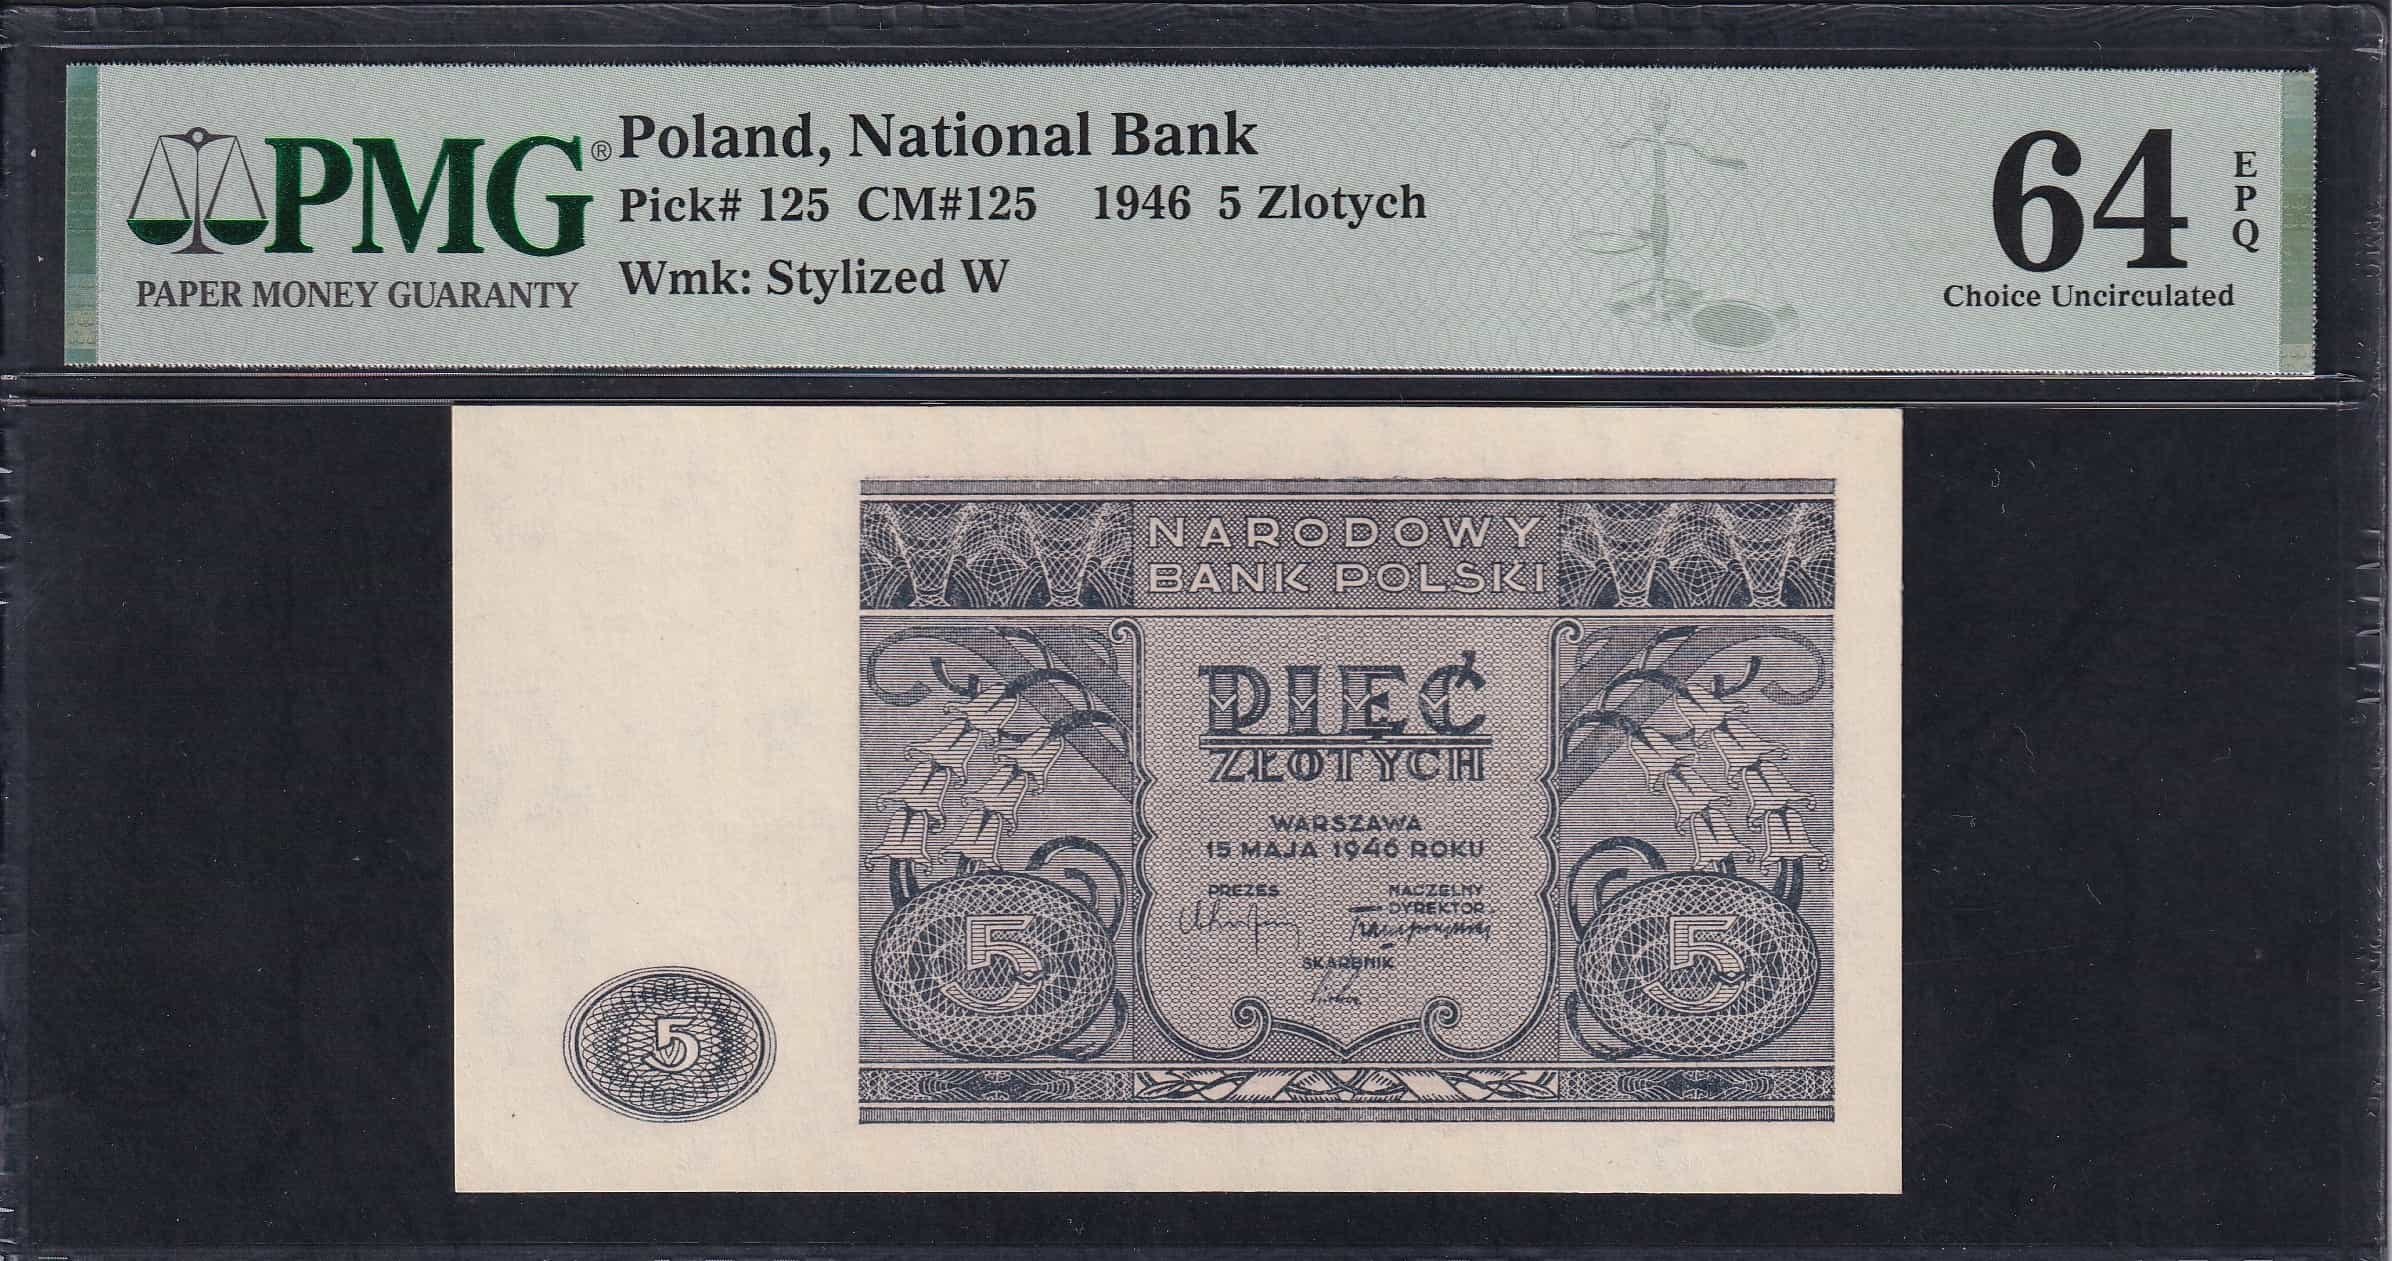 PMG®
PAPER MONEY GUARANTY
Poland, National Bank
Pick# 125 CM#125 1946 5 Zlotych
Wmk: Stylized W
64
EPQ
Choice Uncirculated
NARODOWY
BANK POLSKI
PIĘĆ
ZŁOTYCH
WARSZAWA
15 MAJA 1946 ROKU
PREZES
NACZELNY
DYREKTOR
SKARBNIK
5
5
5